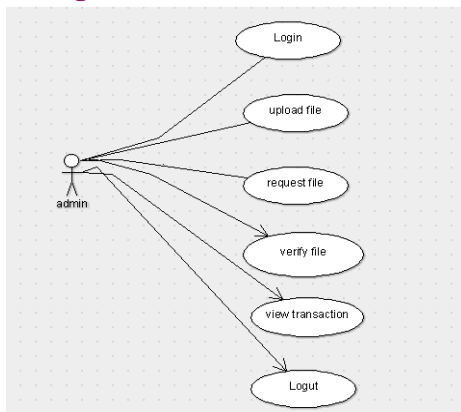 Login
upload file
request file
admin
verify file
view transaction
Logut